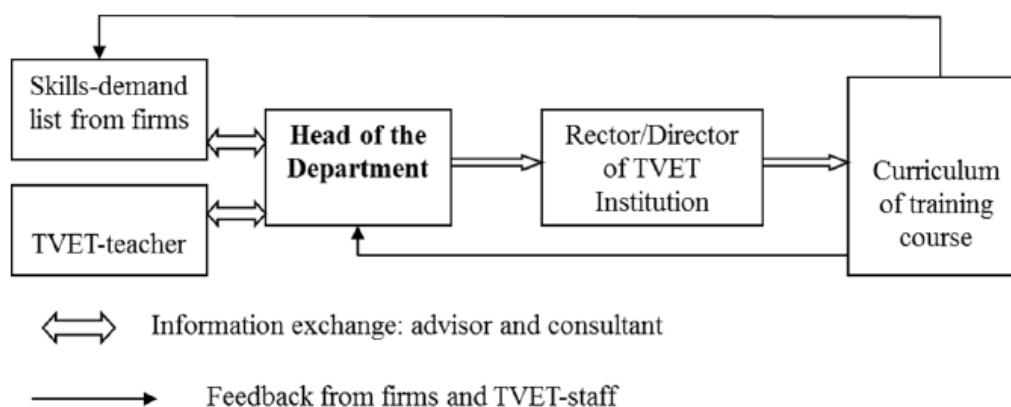 Skills-demand
list from firms
Head of the
Department
Rector/Director
of TVET
Institution
Curriculum
of training
course
TVET-teacher
Information exchange: advisor and consultant
Feedback from firms and TVET-staff